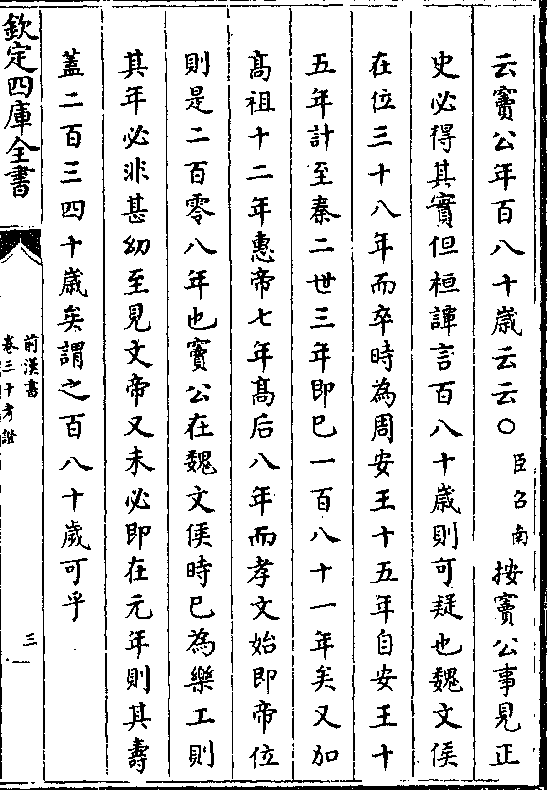 云竇公年百八十歳云云○臣召南按竇公事見正
史必得其實但桓譚言百八十歳則可疑也魏文侯
在位三十八年而卒時為周安王十五年自安王十
五年計至秦二世三年即已一百八十一年矣又加
髙祖十二年惠帝七年髙后八年而孝文始即帝位
則是二百零八年也竇公在魏文侯時已為樂工則
其年必非甚幼至見文帝又未必即在元年則其壽
蓋二百三四十歳矣謂之百八十歳可乎
欽定四庫全書
前漢書
卷三十考證
三